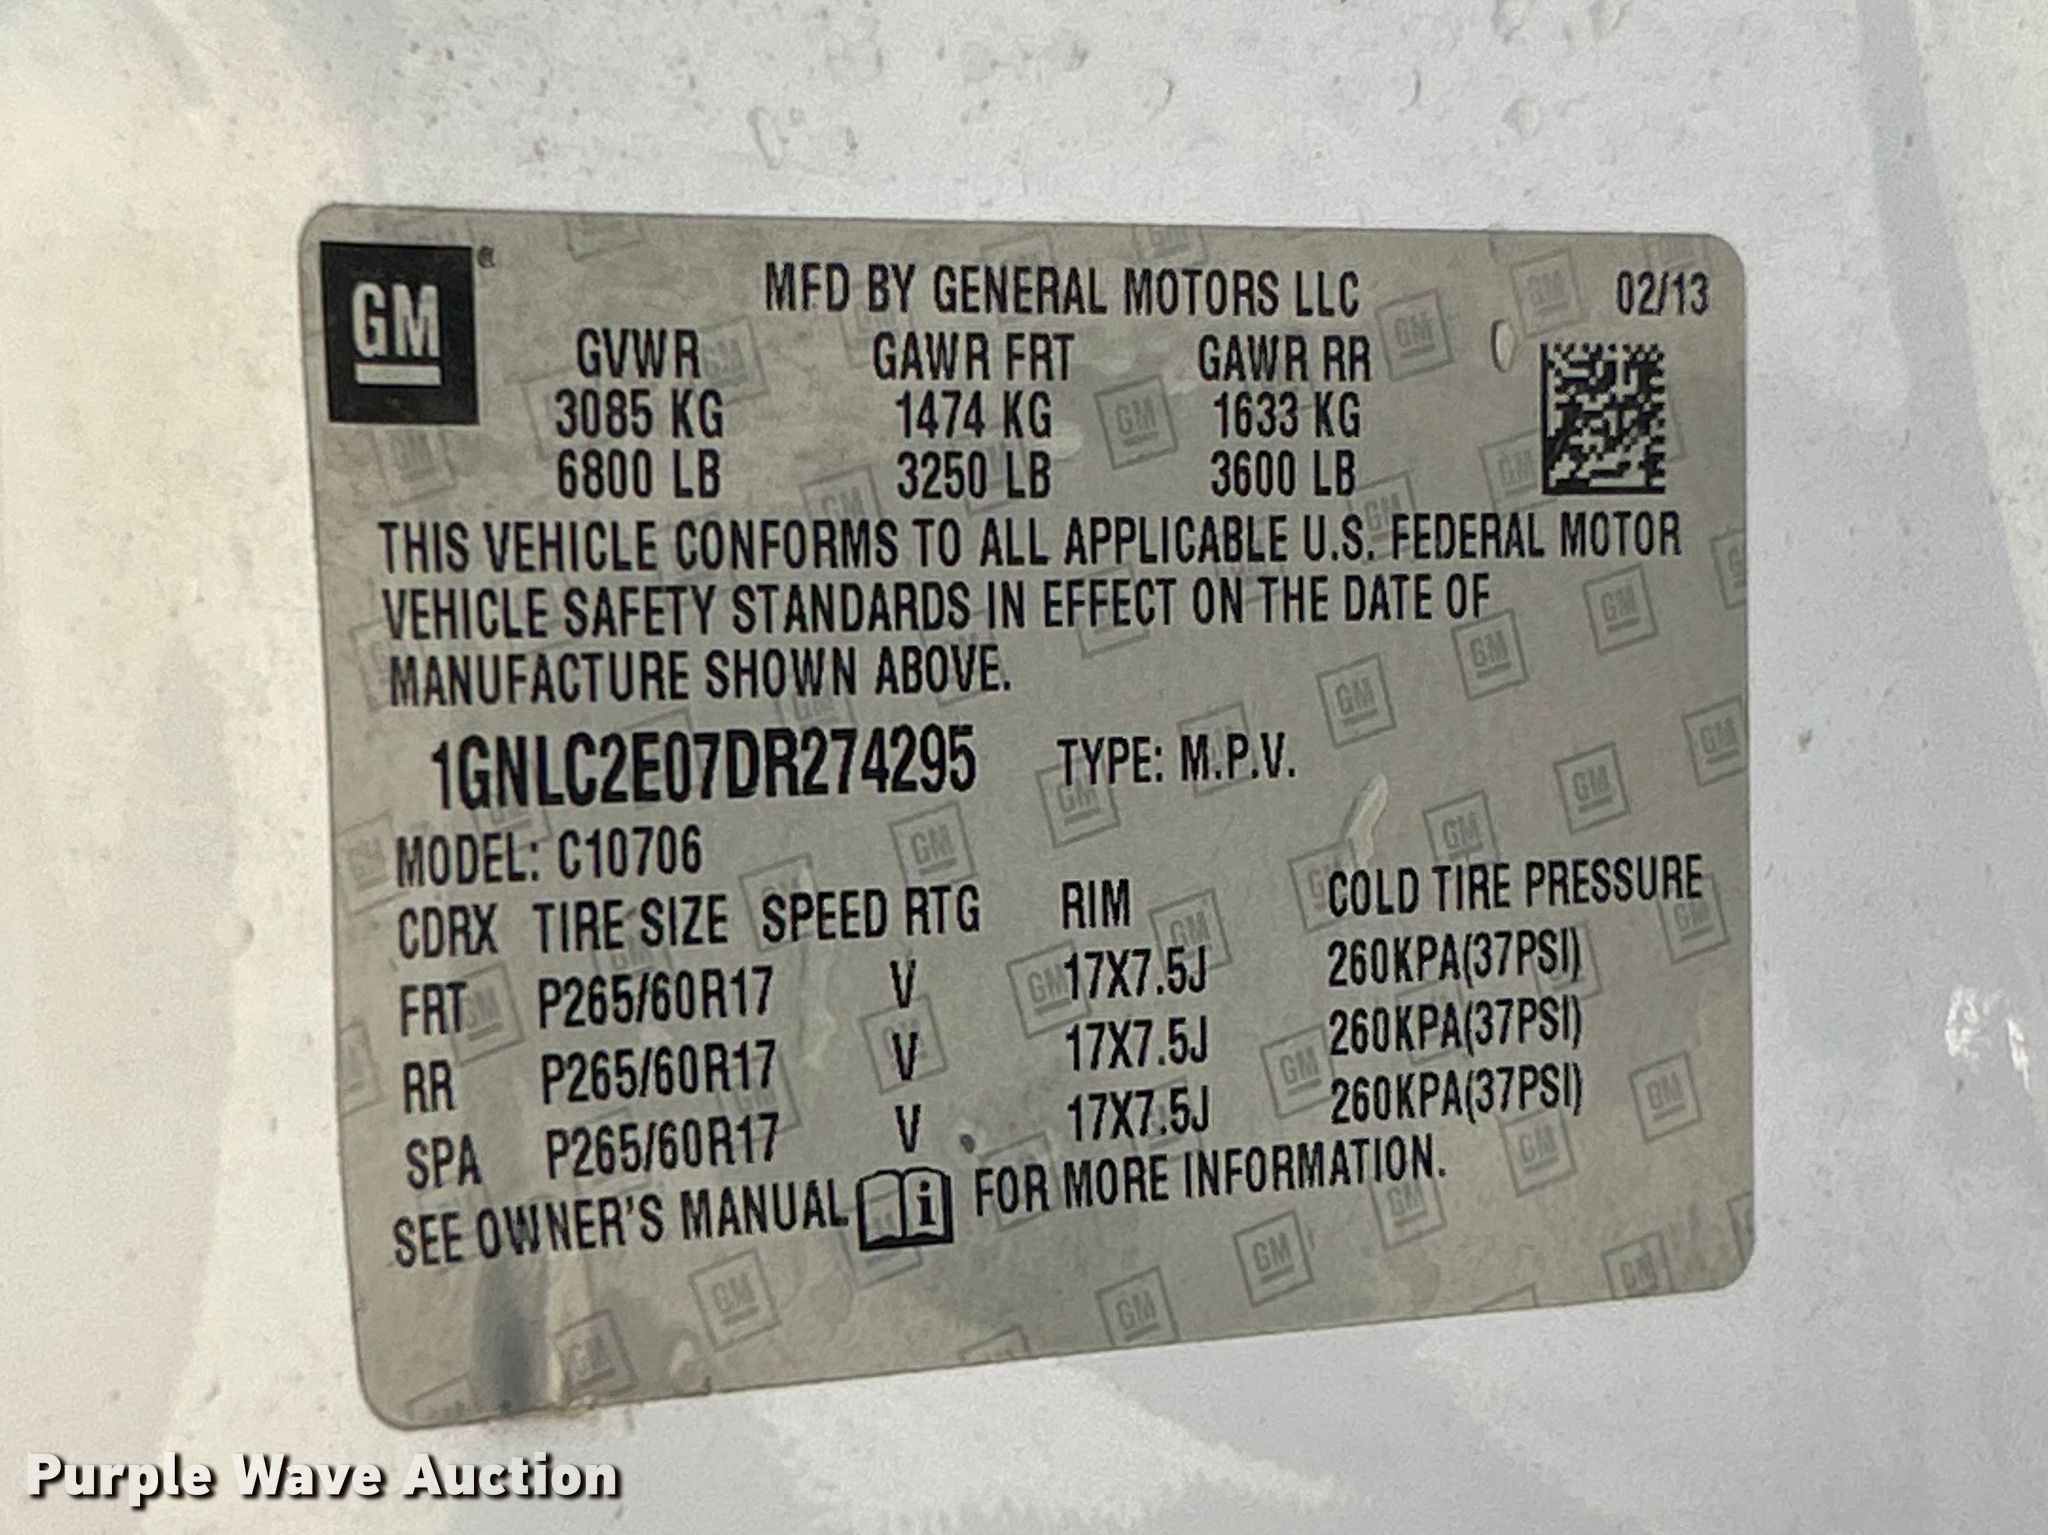 GM
MFD BY GENERAL MOTORS LLC 02/13
GVWR GAWR FRT GAWR RR
3085 KG 1474 KG 1633 KG
6800 LB 3250 LB 3600 LB
THIS VEHICLE CONFORMS TO ALL APPLICABLE U.S. FEDERAL MOTOR
VEHICLE SAFETY STANDARDS IN EFFECT ON THE DATE OF
MANUFACTURE SHOWN ABOVE.
1GNLC2E07DR274295 TYPE: M.P.V.
MODEL: C10706
CDRX TIRE SIZE SPEED RTG RIM COLD TIRE PRESSURE
FRT P265/60R17 V 17X7.5J 260KPA(37PSI)
RR P265/60R17 V 17X7.5J 260KPA(37PSI)
SPA P265/60R17 V 17X7.5J 260KPA(37PSI)
SEE OWNER'S MANUAL i FOR MORE INFORMATION.
Purple Wave Auction